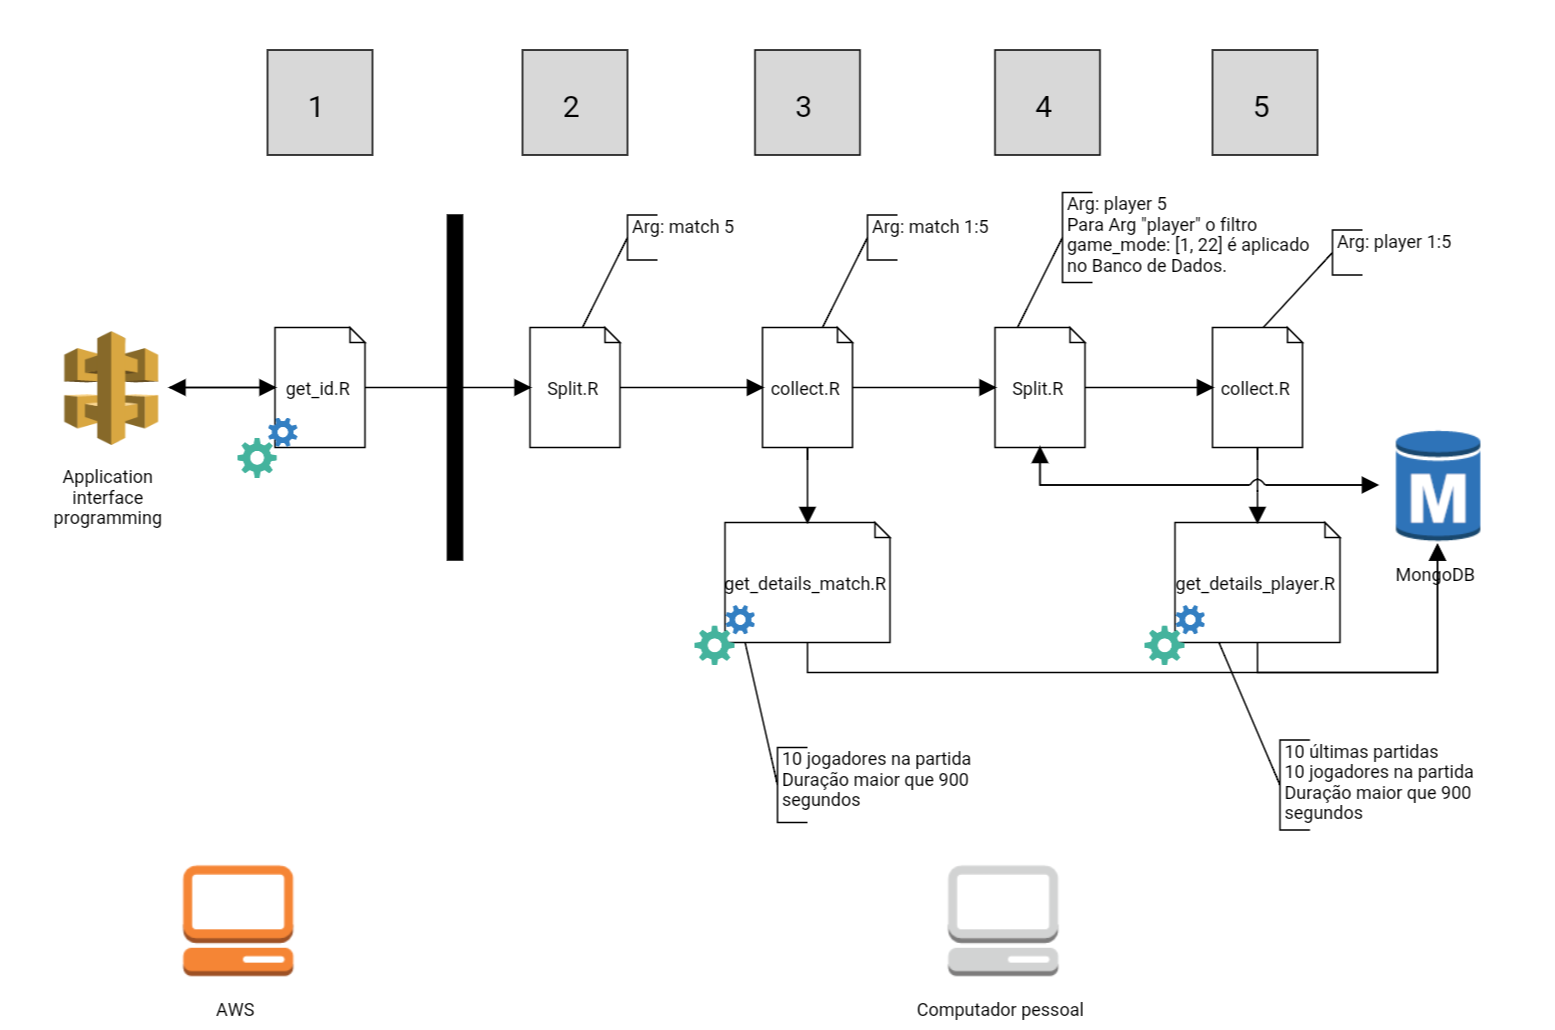 1
2
3
4
5
Arg: match 5
Arg: match 1:5
Arg: player 5
Para Arg "player" o filtro
game_mode: [1, 22] é aplicado
no Banco de Dados.
Arg: player 1:5
get_id.R
Split.R
collect.R
Split.R
collect.R
Application
interface
programming
M
MongoDB
get_details_match.R
get_details_player.R
10 jogadores na partida
Duração maior que 900
segundos
10 últimas partidas
10 jogadores na partida
Duração maior que 900
segundos
AWS
Computador pessoal